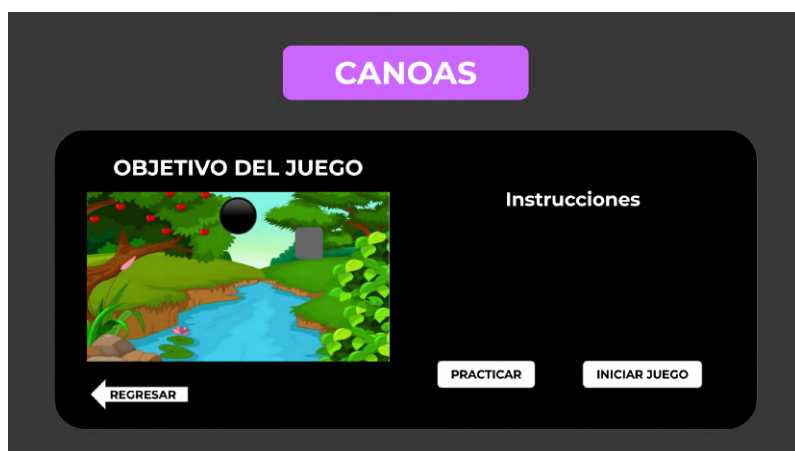 CANOAS
OBJETIVO DEL JUEGO
Instrucciones
PRACTICAR
INICIAR JUEGO
REGRESAR